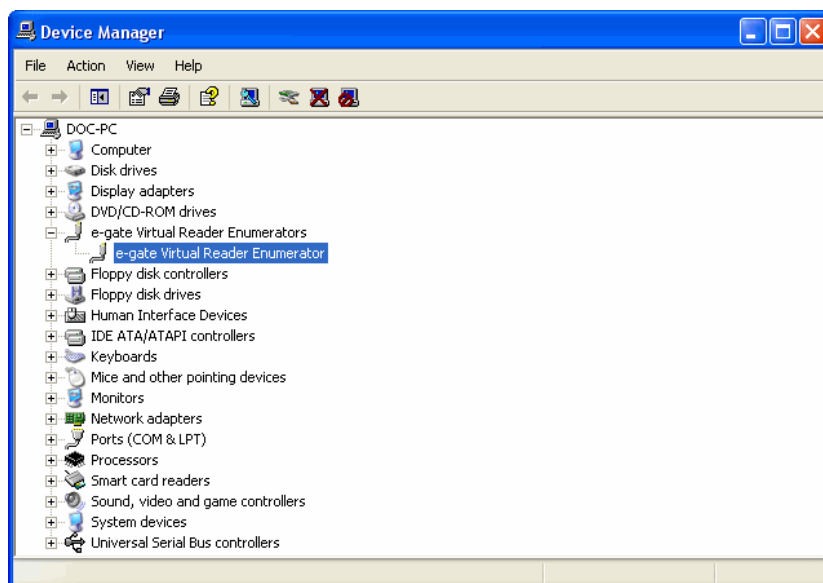 Device Manager
File Action View Help
DOC-PC
Computer
Disk drives
Display adapters
DVD/CD-ROM drives
e-gate Virtual Reader Enumerators
e-gate Virtual Reader Enumerator
Floppy disk controllers
Floppy disk drives
Human Interface Devices
IDE ATA/ATAPI controllers
Keyboards
Mice and other pointing devices
Monitors
Network adapters
Ports (COM & LPT)
Processors
Smart card readers
Sound, video and game controllers
System devices
Universal Serial Bus controllers